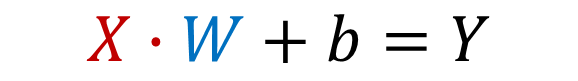 X · W + b = Y